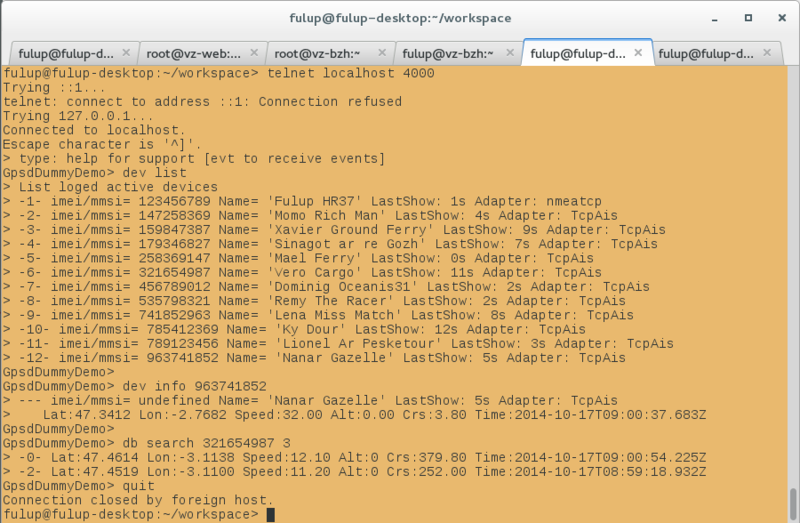 fulup@fulup-desktop:~/workspace
fulup@fulup-d... root@vz-web:... root@vz-bzh:~ fulup@vz-bzh:~ fulup@fulup-d... fulup@fulup-d...
fulup@fulup-desktop:~/workspace> telnet localhost 4000
Trying ::1...
telnet: connect to address ::1: Connection refused
Trying 127.0.0.1...
Connected to localhost.
Escape character is '^]'.
> type: help for support [evt to receive events]
GpsdDummyDemo> dev list
> List loged active devices
> -1- imei/mmsi= 123456789 Name= 'Fulup HR37' LastShow: 1s Adapter: nmeatcp
> -2- imei/mmsi= 147258369 Name= 'Momo Rich Man' LastShow: 4s Adapter: TcpAis
> -3- imei/mmsi= 159847387 Name= 'Xavier Ground Ferry' LastShow: 9s Adapter: TcpAis
> -4- imei/mmsi= 179346827 Name= 'Sinagot ar re Gozh' LastShow: 7s Adapter: TcpAis
> -5- imei/mmsi= 258369147 Name= 'Mael Ferry' LastShow: 0s Adapter: TcpAis
> -6- imei/mmsi= 321654987 Name= 'Vero Cargo' LastShow: 11s Adapter: TcpAis
> -7- imei/mmsi= 456789012 Name= 'Dominig Oceanis31' LastShow: 2s Adapter: TcpAis
> -8- imei/mmsi= 535798321 Name= 'Remy The Racer' LastShow: 2s Adapter: TcpAis
> -9- imei/mmsi= 741852963 Name= 'Lena Miss Match' LastShow: 8s Adapter: TcpAis
> -10- imei/mmsi= 785412369 Name= 'Ky Dour' LastShow: 12s Adapter: TcpAis
> -11- imei/mmsi= 789123456 Name= 'Lionel Ar Pesketour' LastShow: 3s Adapter: TcpAis
> -12- imei/mmsi= 963741852 Name= 'Nanar Gazelle' LastShow: 5s Adapter: TcpAis
GpsdDummyDemo>
GpsdDummyDemo> dev info 963741852
> --- imei/mmsi= undefined Name= 'Nanar Gazelle' LastShow: 5s Adapter: TcpAis
>    Lat:47.3412 Lon:-2.7682 Speed:32.00 Alt:0.00 Crs:3.80 Time:2014-10-17T09:00:37.683Z
GpsdDummyDemo>
GpsdDummyDemo> db search 321654987 3
> -0- Lat:47.4614 Lon:-3.1138 Speed:12.10 Alt:0 Crs:379.80 Time:2014-10-17T09:00:54.225Z
> -2- Lat:47.4519 Lon:-3.1100 Speed:11.20 Alt:0 Crs:252.00 Time:2014-10-17T08:59:18.932Z
GpsdDummyDemo> quit
Connection closed by foreign host.
fulup@fulup-desktop:~/workspace>